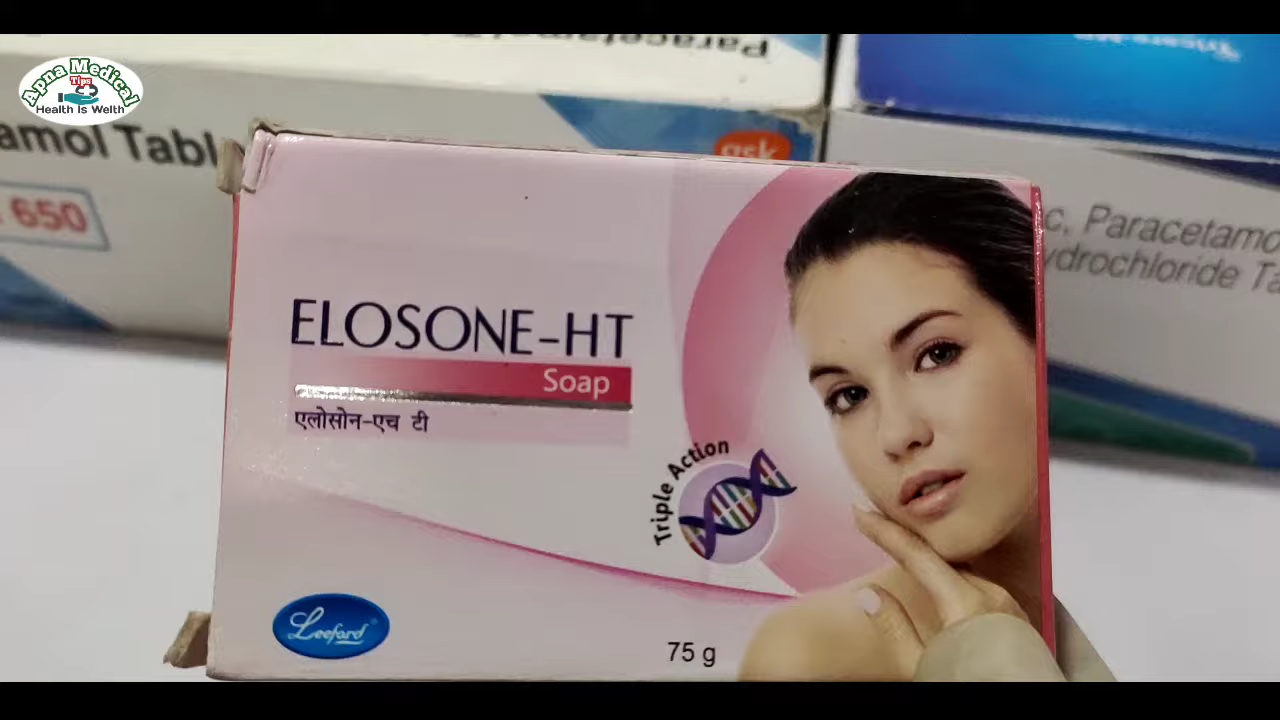 Apna Medical
Tips
Health is Welth
Paracetamol
amol Tabl
650
gsk
c, Paracetamo
ydrochloride Ta
ELOSONE-HT
Soap
एलोसोन-एच टी
Triple Action
Leeford
75 g